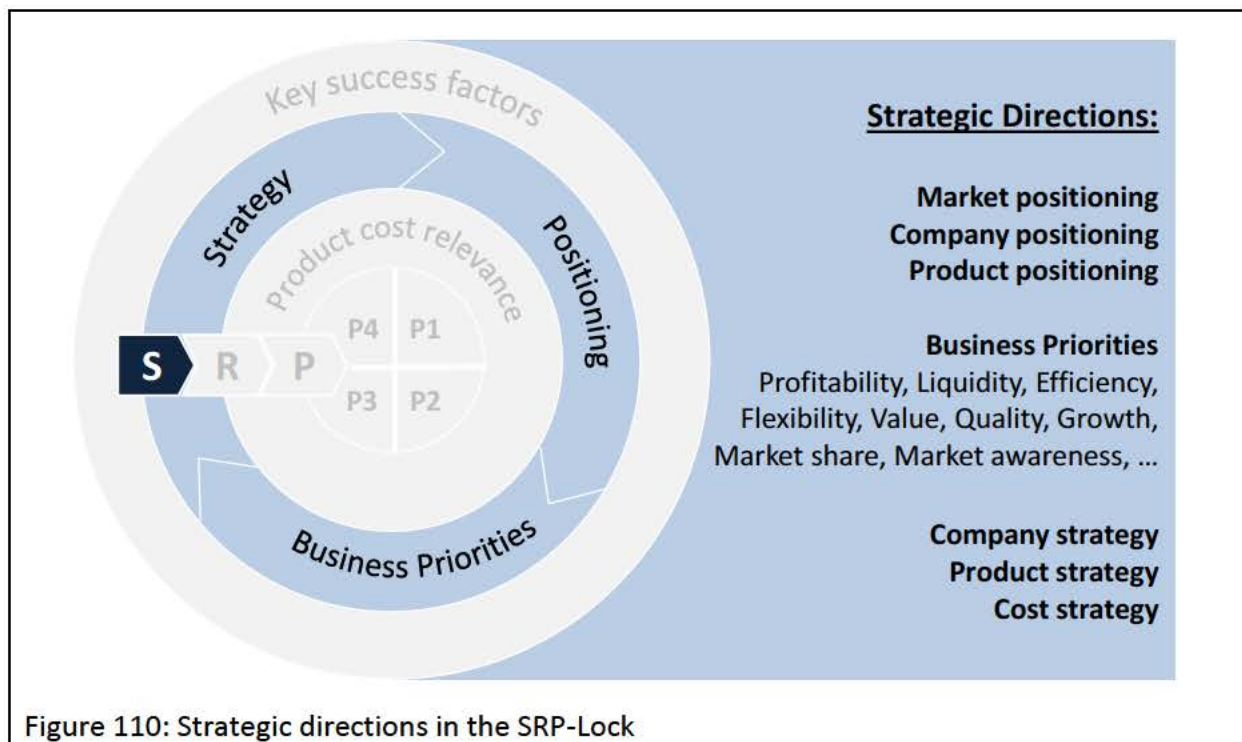 Key success factors
Strategy
Positioning
Product cost relevance
P4
P1
S
R
P
P3
P2
Business Priorities
Strategic Directions:
Market positioning
Company positioning
Product positioning
Business Priorities
Profitability, Liquidity, Efficiency,
Flexibility, Value, Quality, Growth,
Market share, Market awareness, ...
Company strategy
Product strategy
Cost strategy
Figure 110: Strategic directions in the SRP-Lock